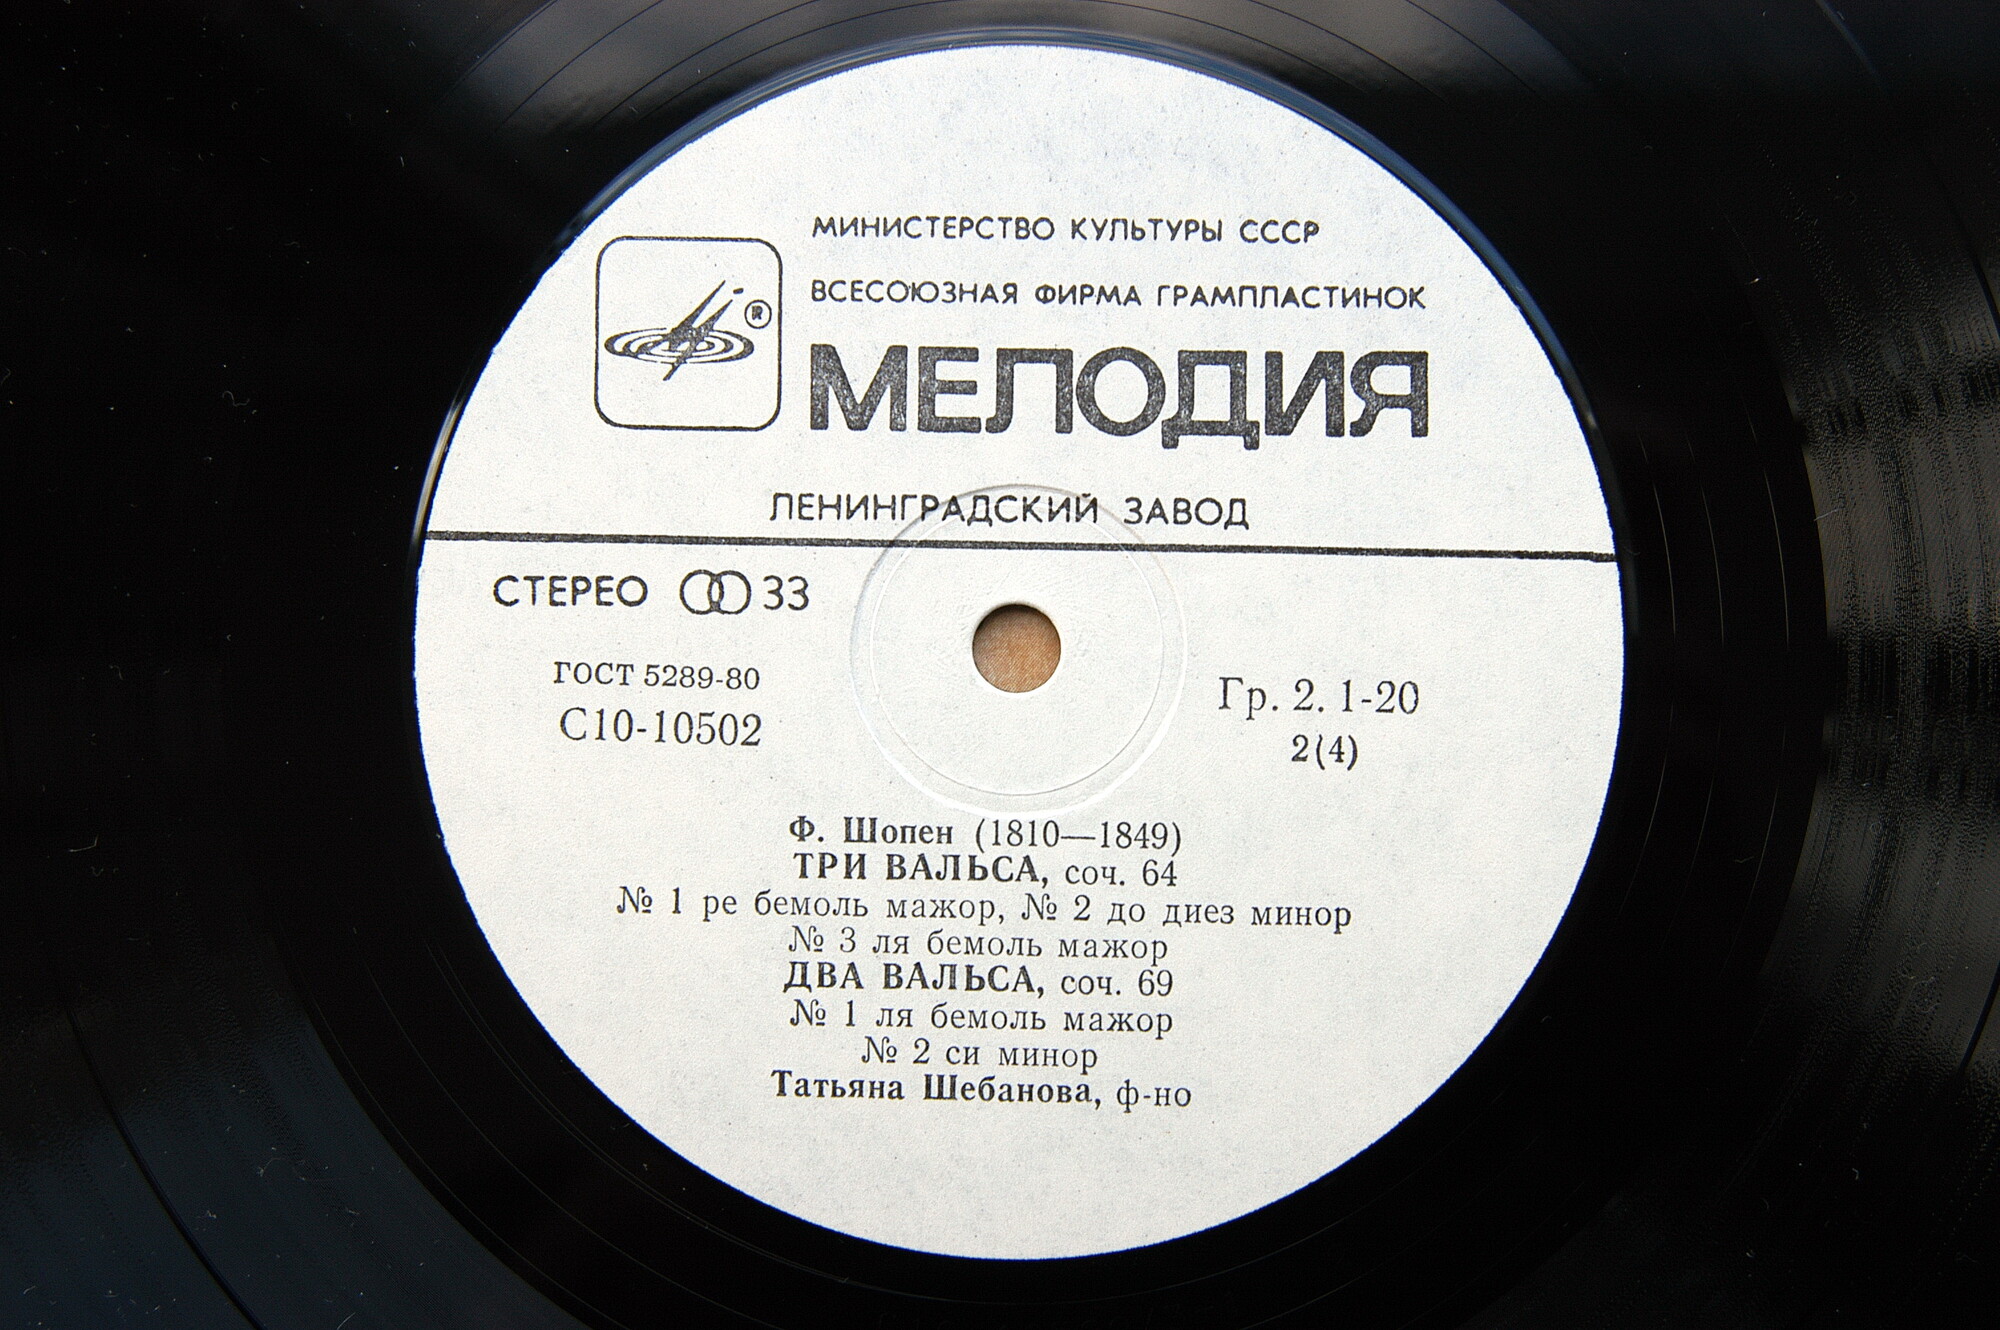 МИНИСТЕРСТВО КУЛЬТУРЫ СССР
ВСЕСОЮЗНАЯ ФИРМА ГРАМПЛАСТИНОК
®
МЕЛОДИЯ
ЛЕНИНГРАДСКИЙ ЗАВОД
СТЕРЕО 33
ГОСТ 5289-80
С10-10502
Гр. 2. 1-20
2(4)
Ф. Шопен (1810—1849)
ТРИ ВАЛЬСА, соч. 64
№ 1 ре бемоль мажор, № 2 до диез минор
№ 3 ля бемоль мажор
ДВА ВАЛЬСА, соч. 69
№ 1 ля бемоль мажор
№ 2 си минор
Татьяна Шебанова, ф-но